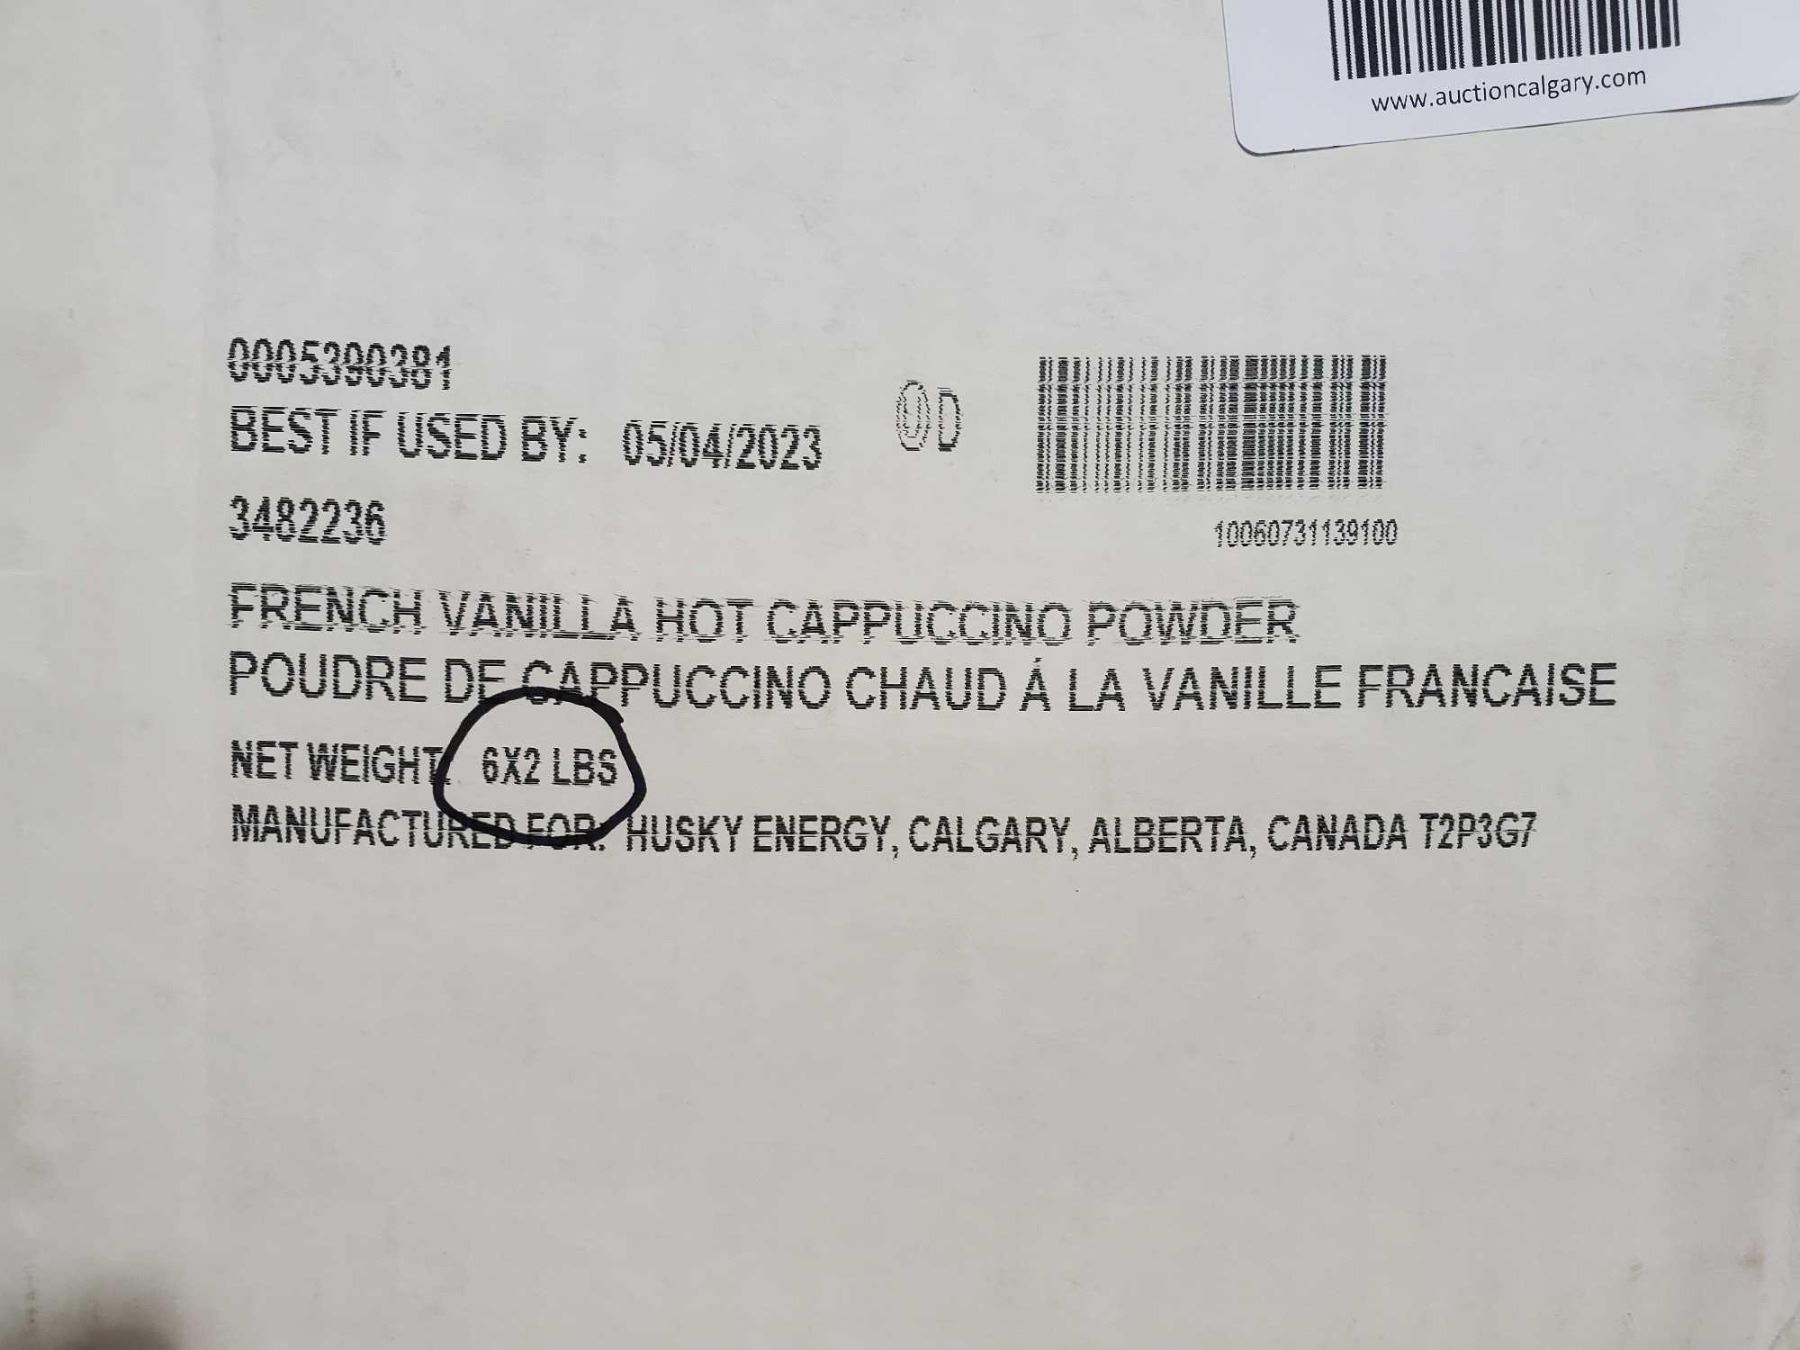 www.auctioncalgary.com
0005390381
BEST IF USED BY: 05/04/2023
3482236
10060731139100
FRENCH VANILLA HOT CAPPUCCINO POWDER
POUDRE DE CAPPUCCINO CHAUD À LA VANILLE FRANCAISE
NET WEIGHT: 6X2 LBS
MANUFACTURED FOR: HUSKY ENERGY, CALGARY, ALBERTA, CANADA T2P3G7